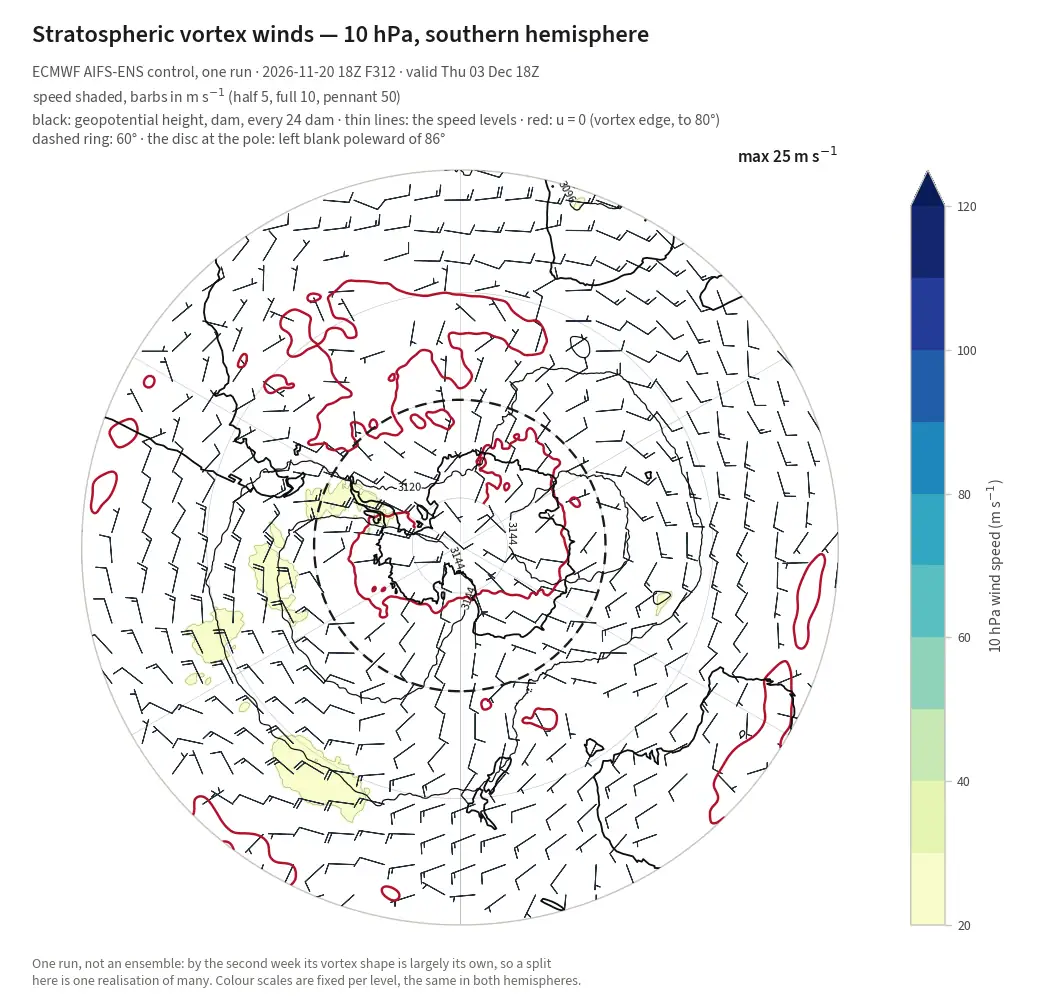 Stratospheric vortex winds — 10 hPa, southern hemisphere
ECMWF AIFS-ENS control, one run · 2026-11-20 18Z F312 · valid Thu 03 Dec 18Z
speed shaded, barbs in m s⁻¹ (half 5, full 10, pennant 50)
black: geopotential height, dam, every 24 dam · thin lines: the speed levels · red: u = 0 (vortex edge, to 80°)
dashed ring: 60° · the disc at the pole: left blank poleward of 86°
max 25 m s⁻¹
3096
120
100
80
60
40
20
10 hPa wind speed (m s⁻¹)
3120
3144
3144
One run, not an ensemble: by the second week its vortex shape is largely its own, so a split
here is one realisation of many. Colour scales are fixed per level, the same in both hemispheres.